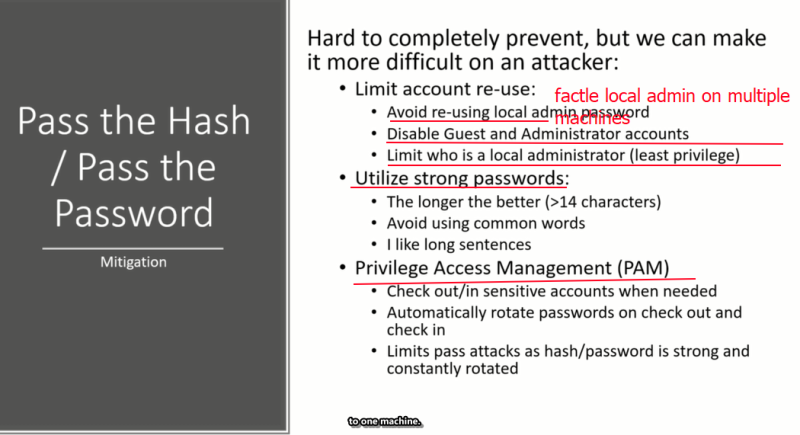 Pass the Hash
/ Pass the
Password
Mitigation
Hard to completely prevent, but we can make
it more difficult on an attacker:
• Limit account re-use:
factle local admin on multiple
machines
• Avoid re-using local admin password
• Disable Guest and Administrator accounts
• Limit who is a local administrator (least privilege)
• Utilize strong passwords:
• The longer the better (>14 characters)
• Avoid using common words
• I like long sentences
• Privilege Access Management (PAM)
• Check out/in sensitive accounts when needed
• Automatically rotate passwords on check out and
check in
• Limits pass attacks as hash/password is strong and
constantly rotated
to one machine.